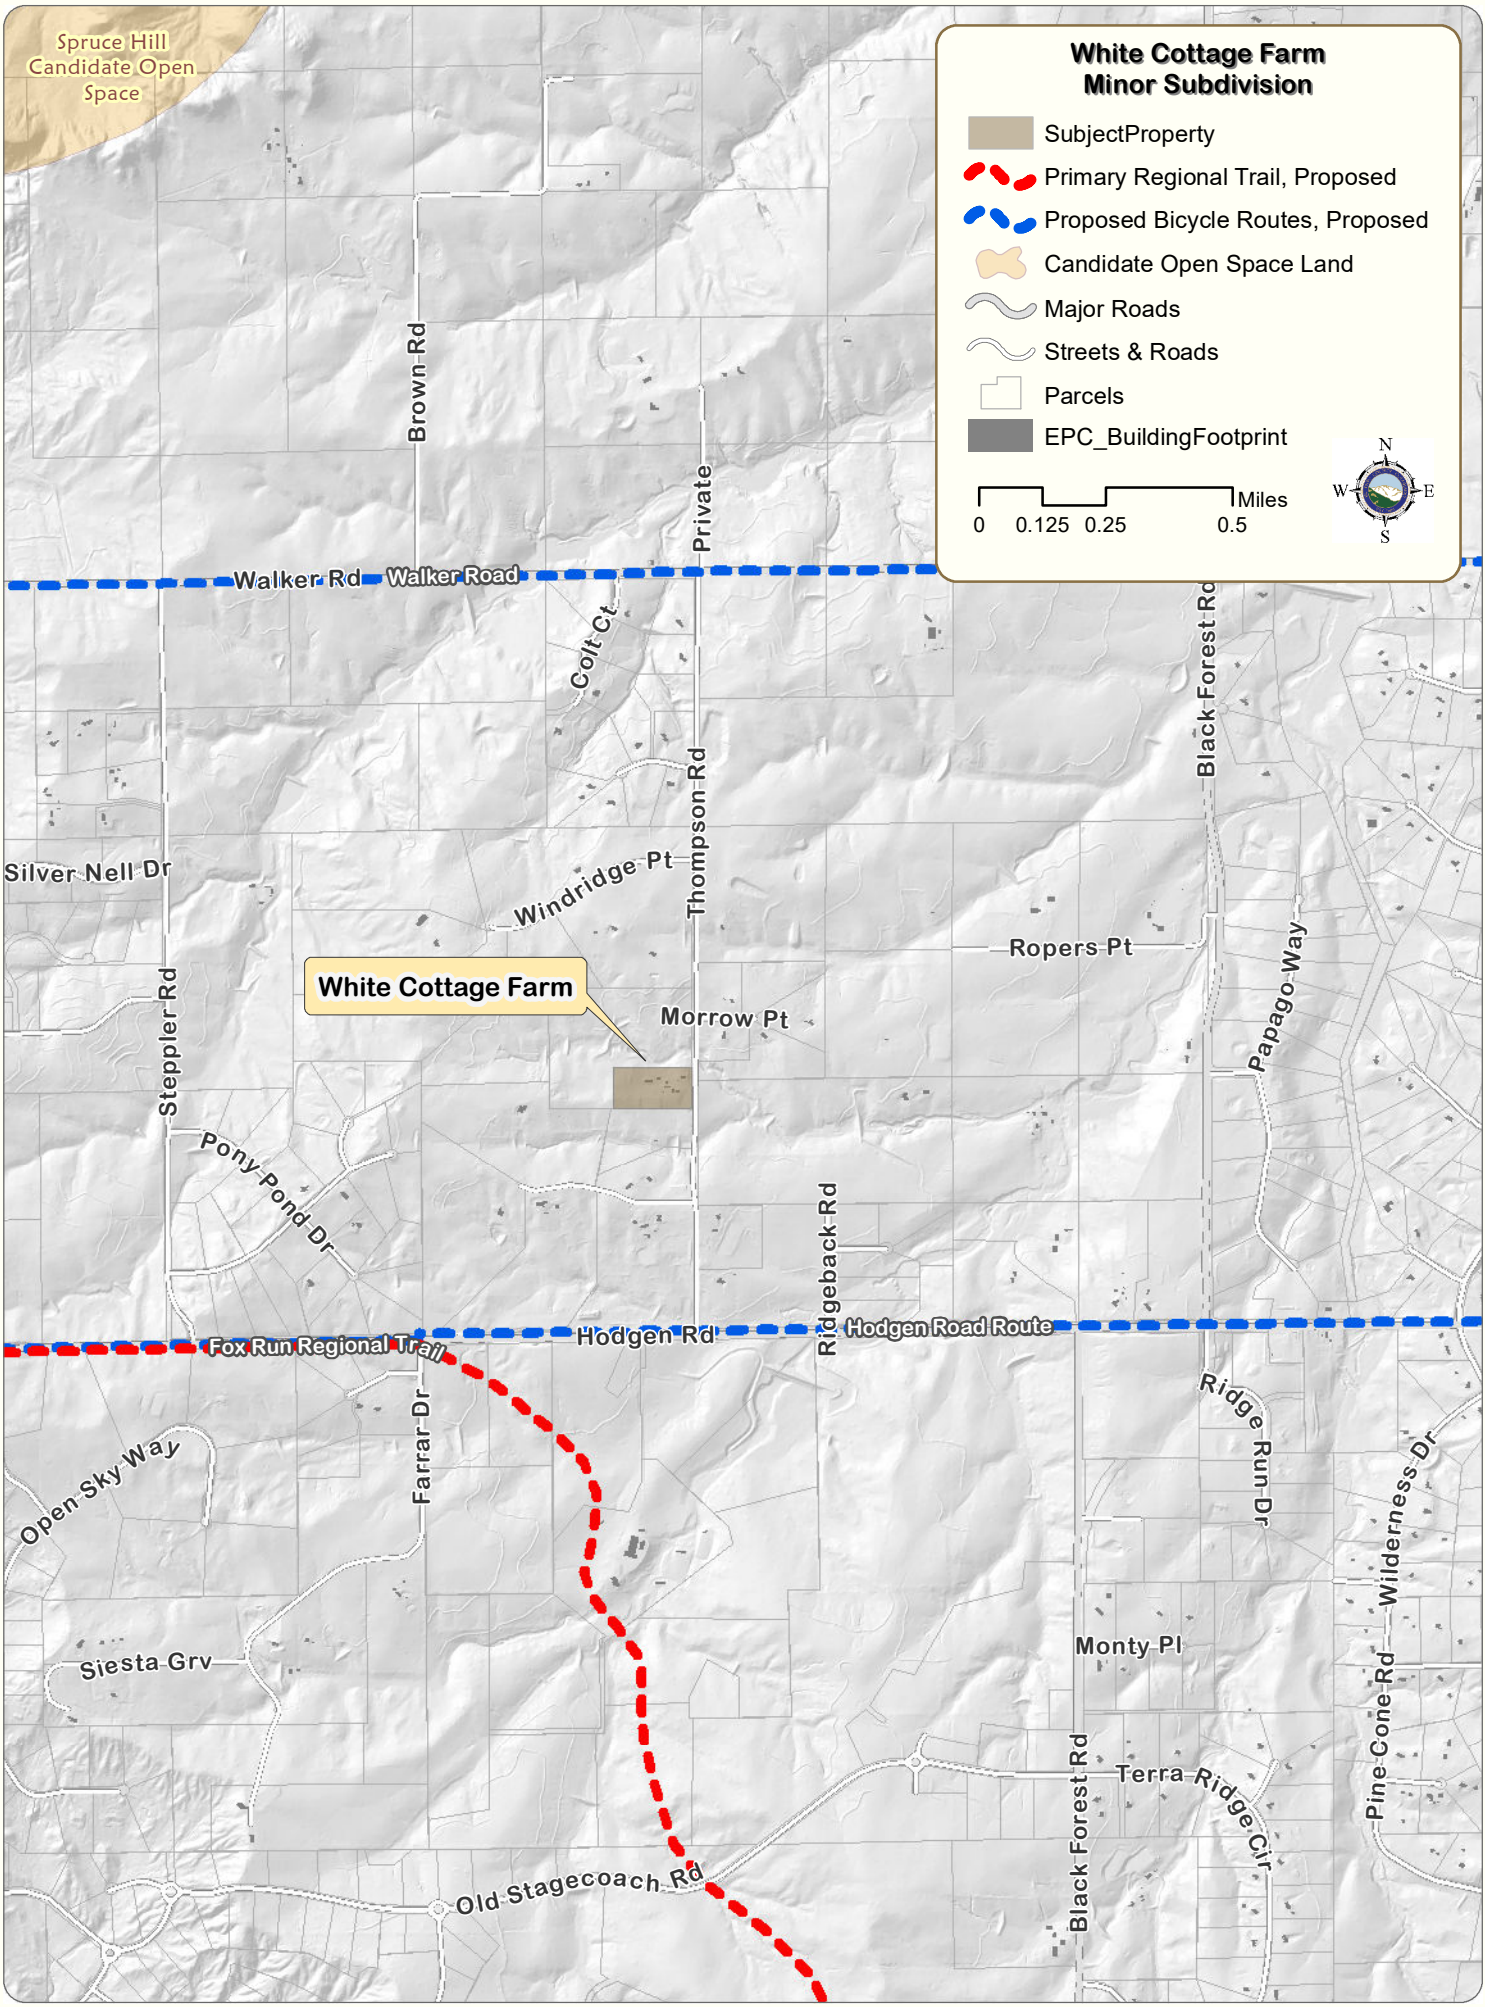 Spruce Hill
Candidate Open
Space
White Cottage Farm
Minor Subdivision
SubjectProperty
Primary Regional Trail, Proposed
Proposed Bicycle Routes, Proposed
Candidate Open Space Land
Major Roads
Streets & Roads
Parcels
EPC_BuildingFootprint
Miles
0 0.125 0.25 0.5
N
W E
S
Brown Rd
Private
Walker Rd
Walker Road
Colt Ct
Black Forest Rd
Thompson Rd
Silver Nell Dr
Windridge Pt
Ropers Pt
Papago Way
Steppler Rd
White Cottage Farm
Morrow Pt
Pony Pond Dr
Ridgeback Rd
Hodgen Rd
Hodgen Road Route
Fox Run Regional Trail
Farrar Dr
Ridge Run Dr
Open Sky Way
Wilderness Dr
Siesta Grv
Monty Pl
Pine Cone Rd
Black Forest Rd
Terra Ridge Cir
Old Stagecoach Rd